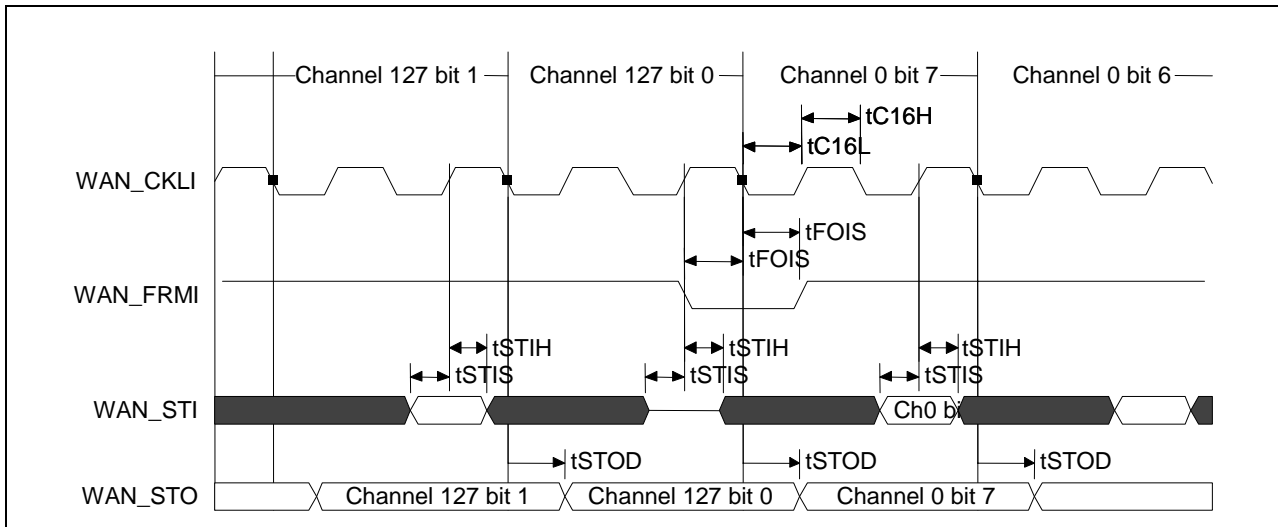 Channel 127 bit 1 Channel 127 bit 0 Channel 0 bit 7 Channel 0 bit 6
tC16H
tC16L
WAN_CKLI
tFOIS
tFOIS
WAN_FRMI
tSTIH tSTIH tSTIH
tSTIS tSTIS tSTIS
WAN_STI Ch0 bi
tSTOD tSTOD tSTOD
WAN_STO Channel 127 bit 1 Channel 127 bit 0 Channel 0 bit 7